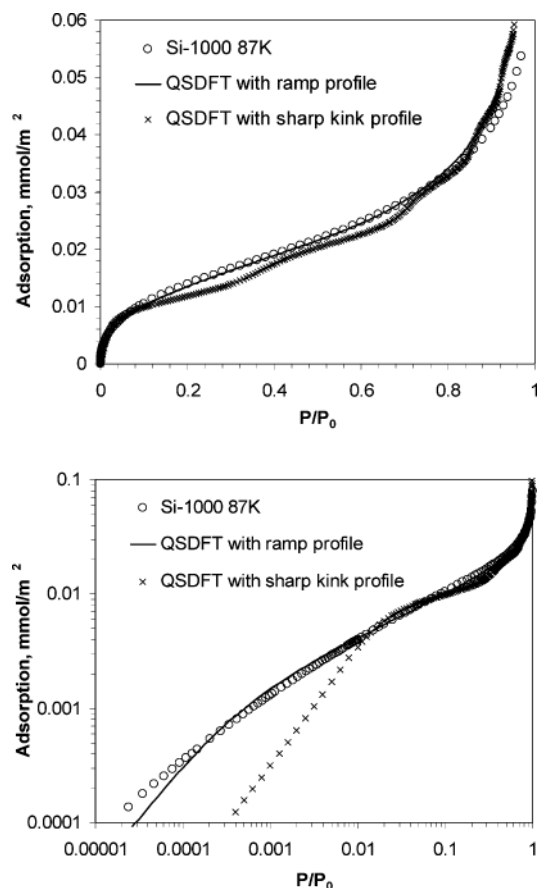 0.06
0.05
0.04
0.03
0.02
0.01
0
Adsorption, mmol/m 2
Si-1000 87K
QSDFT with ramp profile
QSDFT with sharp kink profile
0 0.2 0.4 0.6 0.8 1
P/P0
0.1
0.01
0.001
0.0001
Adsorption, mmol/m 2
Si-1000 87K
QSDFT with ramp profile
QSDFT with sharp kink profile
0.00001 0.0001 0.001 0.01 0.1 1
P/P0